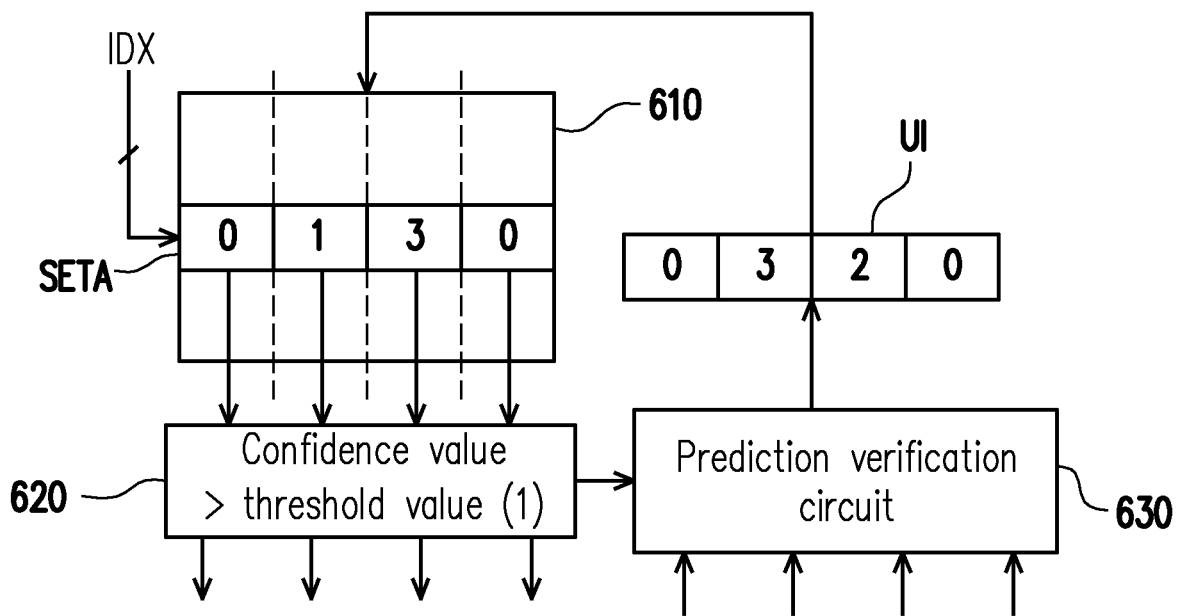 IDX
610
UI
0 1 3 0
0 3 2 0
SETA
Confidence value
> threshold value (1)
Prediction verification
circuit
620
630